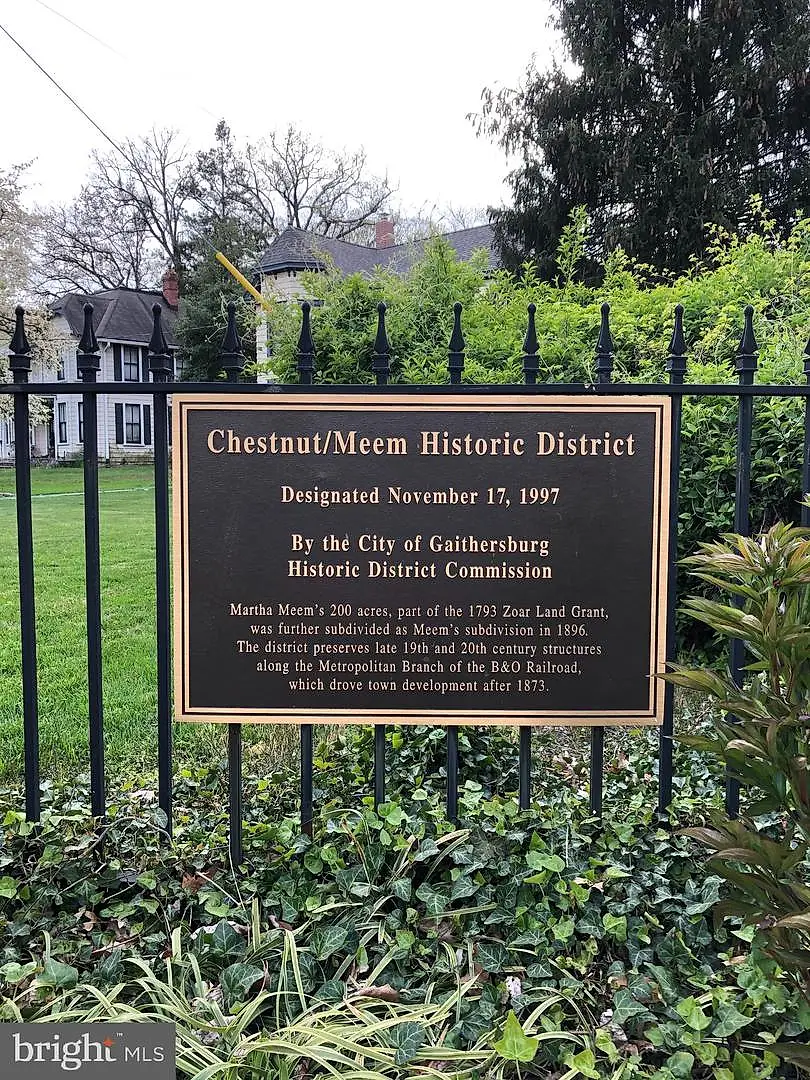 Chestnut/Meem Historic District
Designated November 17, 1997
By the City of Gaithersburg
Historic District Commission
Martha Meem's 200 acres, part of the 1793 Zoar Land Grant,
was further subdivided as Meem's subdivision in 1896.
The district preserves late 19th and 20th century structures
along the Metropolitan Branch of the B&O Railroad,
which drove town development after 1873.
bright™ MLS